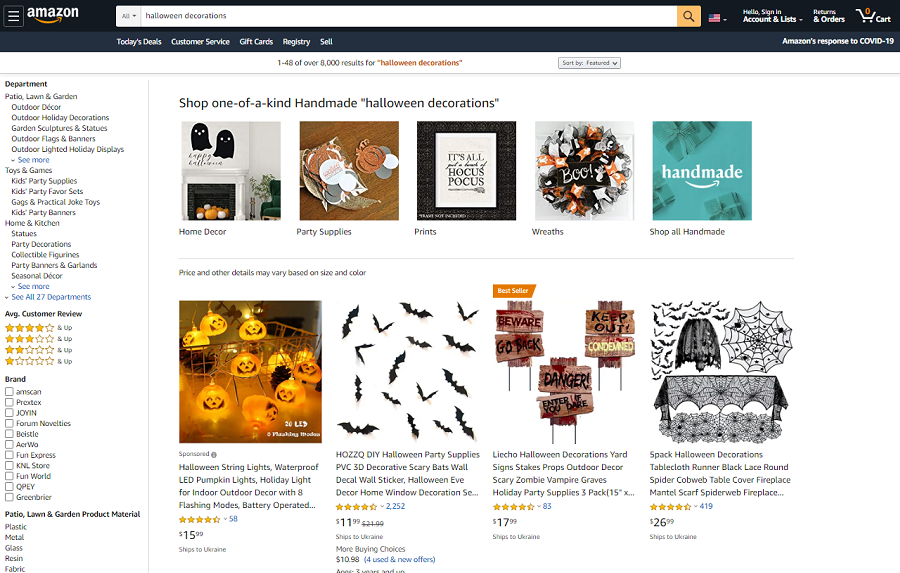 amazon
All
halloween decorations
Hello, Sign in
Account & Lists
Returns
& Orders
0
Cart
Today's Deals Customer Service Gift Cards Registry Sell
Amazon's response to COVID-19
1-48 of over 8,000 results for "halloween decorations"
Sort by: Featured
Department
Patio, Lawn & Garden
Outdoor Décor
Outdoor Holiday Decorations
Garden Sculptures & Statues
Outdoor Flags & Banners
Outdoor Lighted Holiday Displays
See more
Toys & Games
Kids' Party Supplies
Kids' Party Favor Sets
Gags & Practical Joke Toys
Kids' Party Banners
Home & Kitchen
Statues
Party Decorations
Collectible Figurines
Party Banners & Garlands
Seasonal Décor
See more
See All 27 Departments
Avg. Customer Review
& Up
& Up
& Up
& Up
Brand
amscan
Prextex
JOYIN
Forum Novelties
Beistle
AerWo
Fun Express
KNL Store
Fun World
QPEY
Greenbrier
Patio, Lawn & Garden Product Material
Plastic
Metal
Glass
Resin
Fabric
Shop one-of-a-kind Handmade "halloween decorations"
happy
halloween
IT'S ALL
just a bunch of
HOCUS
POCUS
*FRAME NOT INCLUDED
BOO!
handmade
Home Decor
Party Supplies
Prints
Wreaths
Shop all Handmade
Price and other details may vary based on size and color
20 LED
8 Flashing Modes
Sponsored
Halloween String Lights, Waterproof
LED Pumpkin Lights, Holiday Light
for Indoor Outdoor Decor with 8
Flashing Modes, Battery Operated...
58
$15.99
Ships to Ukraine
HOZZQ DIY Halloween Party Supplies
PVC 3D Decorative Scary Bats Wall
Decal Wall Sticker, Halloween Eve
Decor Home Window Decoration Se...
2,252
$11.99 $21.99
Ships to Ukraine
More Buying Choices
$10.98 (4 used & new offers)
Ages: 3 years and up
Best Seller
BEWARE
GO BACK
KEEP
OUT!
CONDEMNED
DANGER!
ENTER IF
YOU DARE
Liecho Halloween Decorations Yard
Signs Stakes Props Outdoor Decor
Scary Zombie Vampire Graves
Holiday Party Supplies 3 Pack(15" x...
83
$17.99
Ships to Ukraine
5pack Halloween Decorations
Tablecloth Runner Black Lace Round
Spider Cobweb Table Cover Fireplace
Mantel Scarf Spiderweb Fireplace...
419
$26.99
Ships to Ukraine